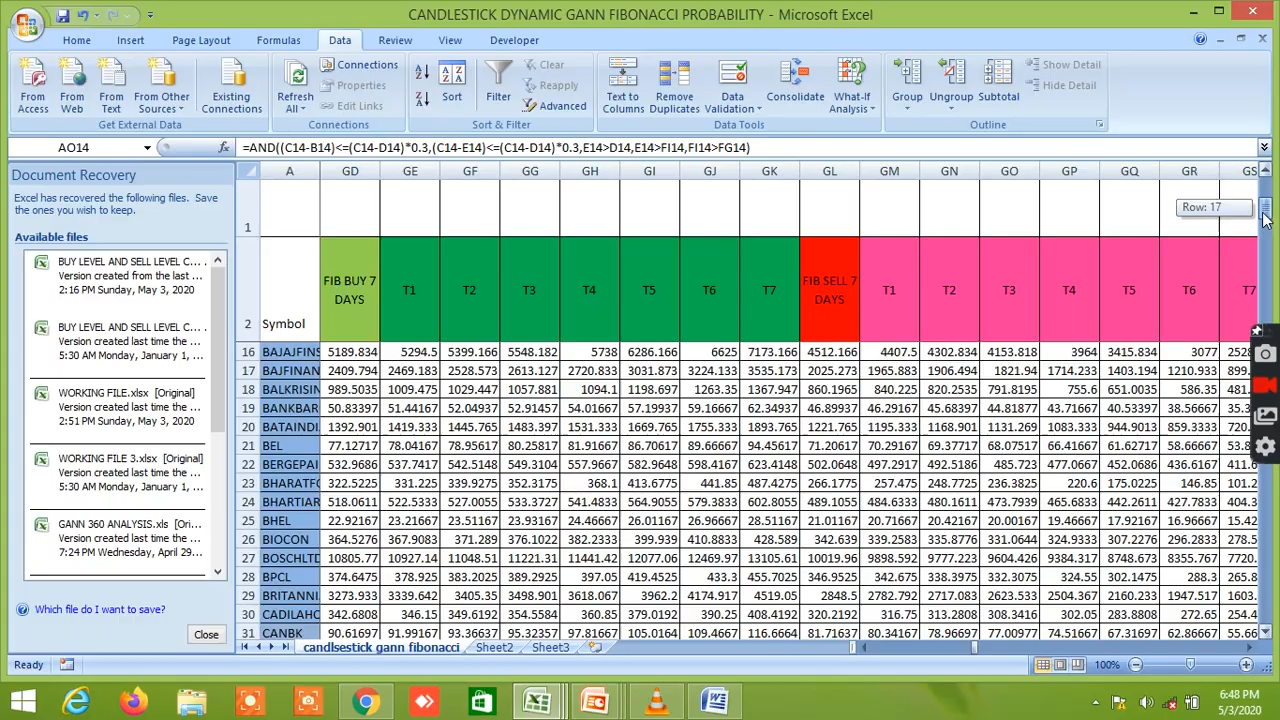 CANDLESTICK DYNAMIC GANN FIBONACCI PROBABILITY - Microsoft Excel
Home Insert Page Layout Formulas Data Review View Developer
From Access
From Web
From Text
From Other Sources
Existing Connections
Get External Data
Refresh All
Connections
Properties
Edit Links
Connections
Sort
Filter
Clear
Reapply
Advanced
Sort & Filter
Text to Columns
Remove Duplicates
Data Validation
Consolidate
What-If Analysis
Data Tools
Group
Ungroup
Subtotal
Show Detail
Hide Detail
Outline
AO14 fx =AND((C14-B14)<=(C14-D14)*0.3,(C14-E14)<=(C14-D14)*0.3,E14>D14,E14>FI14,FI14>FG14)
Document Recovery
Excel has recovered the following files. Save
the ones you wish to keep.
Available files
BUY LEVEL AND SELL LEVEL C...
Version created from the last ...
2:16 PM Sunday, May 3, 2020
BUY LEVEL AND SELL LEVEL C...
Version created last time the ...
5:30 AM Monday, January 1, ...
WORKING FILE.xlsx [Original]
Version created last time the ...
2:51 PM Sunday, May 3, 2020
WORKING FILE 3.xlsx [Original]
Version created last time the ...
5:30 AM Monday, January 1, ...
GANN 360 ANALYSIS.xls [Ori...
Version created last time the ...
7:24 PM Wednesday, April 29...
Which file do I want to save?
Close
A GD GE GF GG GH GI GJ GK GL GM GN GO GP GQ GR GS
1
Row: 17
2 Symbol FIB BUY 7 DAYS T1 T2 T3 T4 T5 T6 T7 FIB SELL 7 DAYS T1 T2 T3 T4 T5 T6 T7
16 BAJAJFINS 5189.834 5294.5 5399.166 5548.182 5738 6286.166 6625 7173.166 4512.166 4407.5 4302.834 4153.818 3964 3415.834 3077 2528
17 BAJFINAN 2409.794 2469.183 2528.573 2613.127 2720.833 3031.873 3224.133 3535.173 2025.273 1965.883 1906.494 1821.94 1714.233 1403.194 1210.933 899.
18 BALKRISIN 989.5035 1009.475 1029.447 1057.881 1094.1 1198.697 1263.35 1367.947 860.1965 840.225 820.2535 791.8195 755.6 651.0035 586.35 481.
19 BANKBAR 50.83397 51.44167 52.04937 52.91457 54.01667 57.19937 59.16667 62.34937 46.89937 46.29167 45.68397 44.81877 43.71667 40.53397 38.56667 35.3
20 BATAINDI 1392.901 1419.333 1445.765 1483.397 1531.333 1669.765 1755.333 1893.765 1221.765 1195.333 1168.901 1131.269 1083.333 944.9013 859.3333 720.
21 BEL 77.12717 78.04167 78.95617 80.25817 81.91667 86.70617 89.66667 94.45617 71.20617 70.29167 69.37717 68.07517 66.41667 61.62717 58.66667 53.8
22 BERGEPAI 532.9686 537.7417 542.5148 549.3104 557.9667 582.9648 598.4167 623.4148 502.0648 497.2917 492.5186 485.723 477.0667 452.0686 436.6167 411.6
23 BHARATFO 322.5225 331.225 339.9275 351.3175 368.1 413.6775 441.85 487.4275 266.1775 257.475 248.7725 236.3825 220.6 175.0225 146.85 101.2
24 BHARTIAR 518.0611 522.5333 527.0055 533.3727 541.4833 564.9055 579.3833 602.8055 489.1055 484.6333 480.1611 473.7939 465.6833 442.2611 427.7833 404.3
25 BHEL 22.92167 23.21667 23.51167 23.93167 24.46667 26.01167 26.96667 28.51167 21.01167 20.71667 20.42167 20.00167 19.46667 17.92167 16.96667 15.42
26 BIOCON 364.5276 367.9083 371.289 376.1022 382.2333 399.939 410.8833 428.589 342.639 339.2583 335.8776 331.0644 324.9333 307.2276 296.2833 278.5
27 BOSCHLTD 10805.77 10927.14 11048.51 11221.31 11441.42 12077.06 12469.97 13105.61 10019.96 9898.592 9777.223 9604.426 9384.317 8748.673 8355.767 7720.
28 BPCL 374.6475 378.925 383.2025 389.2925 397.05 419.4525 433.3 455.7025 346.9525 342.675 338.3975 332.3075 324.55 302.1475 288.3 265.8
29 BRITANNI 3273.933 3339.642 3405.35 3498.901 3618.067 3962.2 4174.917 4519.05 2848.5 2782.792 2717.083 2623.533 2504.367 2160.233 1947.517 1603.
30 CADILAHC 342.6808 346.15 349.6192 354.5584 360.85 379.0192 390.25 408.4192 320.2192 316.75 313.2808 308.3416 302.05 283.8808 272.65 254.4
31 CANBK 90.61697 91.99167 93.36637 95.32357 97.81667 105.0164 109.4667 116.6664 81.71637 80.34167 78.96697 77.00977 74.51667 67.31697 62.86667 55.66
candlsestick gann fibonacci Sheet2 Sheet3
Ready 100%
6:48 PM
5/3/2020